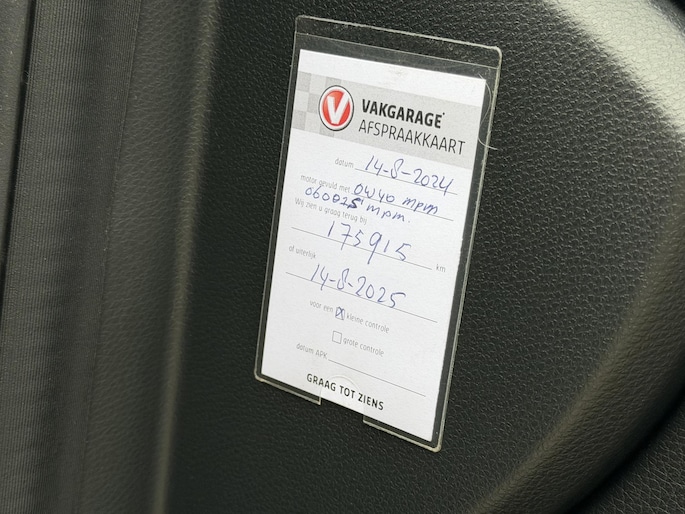 V
VAKGARAGE
AFSPRAAKKAART
datum 14-8-2024
motor gevuld met 0W40 mpm
06002S mpm.
Wij zien u graag terug bij
175915 km
of uiterlijk
14-8-2025
voor een ☒ kleine controle
☐ grote controle
datum APK
GRAAG TOT ZIENS